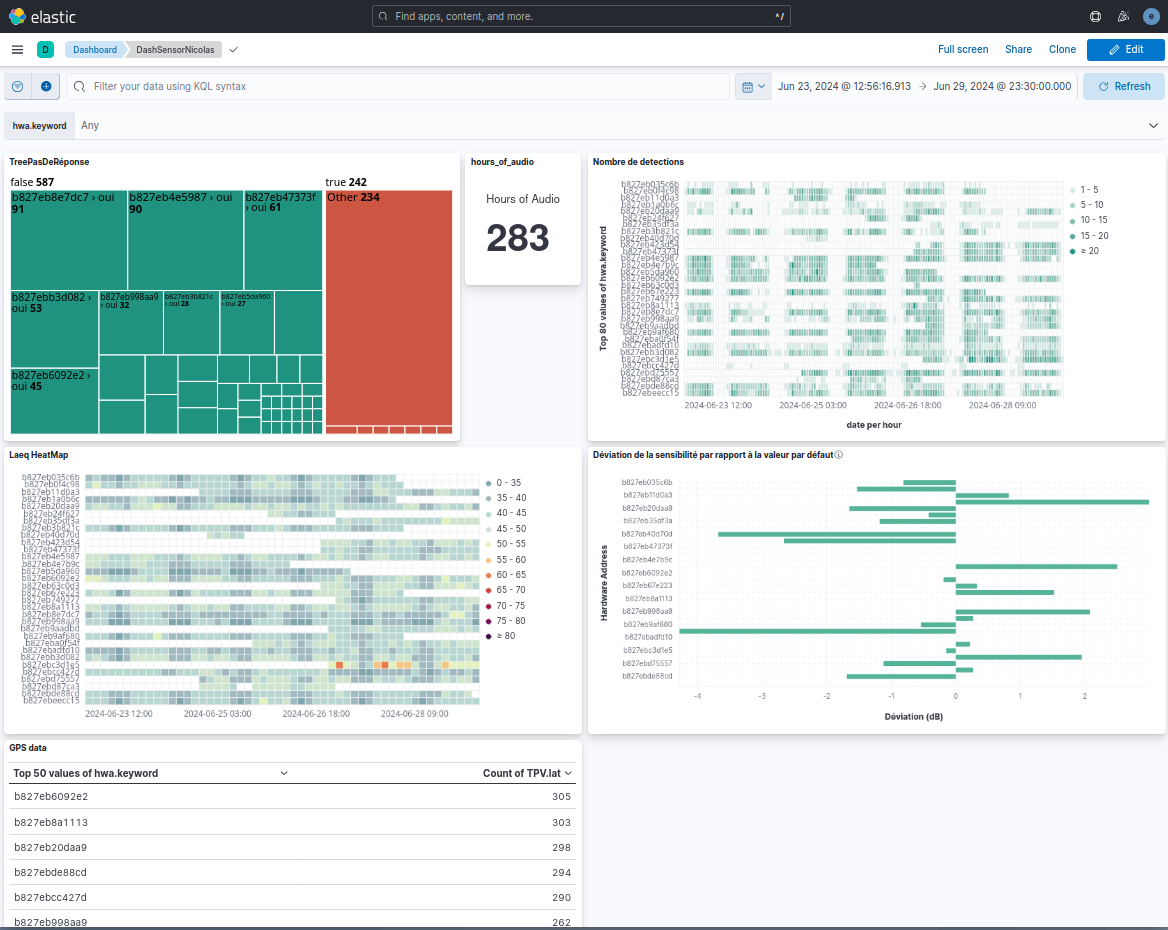 elastic
Find apps, content, and more.
^/
e
D
Dashboard
DashSensorNicolas
Full screen
Share
Clone
Edit
Filter your data using KQL syntax
Jun 23, 2024 @ 12:56:16.913
→
Jun 29, 2024 @ 23:30:00.000
Refresh
hwa.keyword
Any
TreePasDeRéponse
false 587
true 242
b827eb8e7dc7 › oui
91
b827eb4e5987 › oui
90
b827eb47373f
› oui 61
Other 234
b827ebb3d082 ›
oui 53
b827eb998aa9
› oui 32
b827eb3b821c
› oui 28
b827eb5da960
› oui 27
b827eb6092e2 ›
oui 45
hours_of_audio
Hours of Audio
283
Nombre de detections
Top 80 values of hwa.keyword
b827eb035c6b
b827eb0f4c98
b827eb11d0a3
b827eb1a0b6c
b827eb20daa9
b827eb24f627
b827eb35df3a
b827eb3b821c
b827eb40d70d
b827eb423d54
b827eb47373f
b827eb4e5987
b827eb4e7b9c
b827eb5da960
b827eb6092e2
b827eb63c0d3
b827eb67e223
b827eb749277
b827eb8a1113
b827eb8e7dc7
b827eb998aa9
b827eb9aadbd
b827eb9af680
b827eba0f54f
b827ebadfd10
b827ebb3d082
b827ebc3d1e5
b827ebcc427d
b827ebd75557
b827ebd87ca3
b827ebde88cd
b827ebeecc15
2024-06-23 12:00
2024-06-25 03:00
2024-06-26 18:00
2024-06-28 09:00
date per hour
1 - 5
5 - 10
10 - 15
15 - 20
≥ 20
Laeq HeatMap
b827eb035c6b
b827eb0f4c98
b827eb11d0a3
b827eb1a0b6c
b827eb20daa9
b827eb24f627
b827eb35df3a
b827eb3b821c
b827eb40d70d
b827eb423d54
b827eb47373f
b827eb4e5987
b827eb4e7b9c
b827eb5da960
b827eb6092e2
b827eb63c0d3
b827eb67e223
b827eb749277
b827eb8a1113
b827eb8e7dc7
b827eb998aa9
b827eb9aadbd
b827eb9af680
b827eba0f54f
b827ebadfd10
b827ebb3d082
b827ebc3d1e5
b827ebcc427d
b827ebd75557
b827ebd87ca3
b827ebde88cd
b827ebeecc15
2024-06-23 12:00
2024-06-25 03:00
2024-06-26 18:00
2024-06-28 09:00
0 - 35
35 - 40
40 - 45
45 - 50
50 - 55
55 - 60
60 - 65
65 - 70
70 - 75
75 - 80
≥ 80
Déviation de la sensibilité par rapport à la valeur par défaut
Hardware Address
b827eb035c6b
b827eb11d0a3
b827eb20daa9
b827eb35df3a
b827eb40d70d
b827eb47373f
b827eb4e7b9c
b827eb6092e2
b827eb67e223
b827eb8a1113
b827eb998aa9
b827eb9af680
b827ebadfd10
b827ebc3d1e5
b827ebd75557
b827ebde88cd
-4
-3
-2
-1
0
1
2
Déviation (dB)
GPS data
Top 50 values of hwa.keyword
Count of TPV.lat
b827eb6092e2 305
b827eb8a1113 303
b827eb20daa9 298
b827ebde88cd 294
b827ebcc427d 290
b827eb998aa9 262